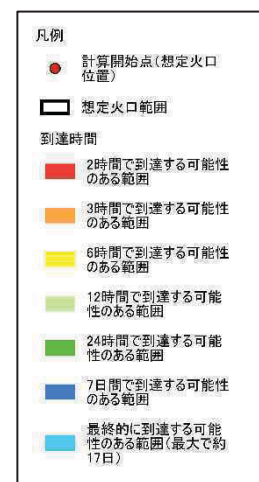 凡例
計算開始点(想定火口
位置)
想定火口範囲
到達時間
2時間で到達する可能性
のある範囲
3時間で到達する可能性
のある範囲
6時間で到達する可能性
のある範囲
12時間で到達する可能
性のある範囲
24時間で到達する可能
性のある範囲
7日間で到達する可能性
のある範囲
最終的に到達する可能
性のある範囲(最大で約
17日)